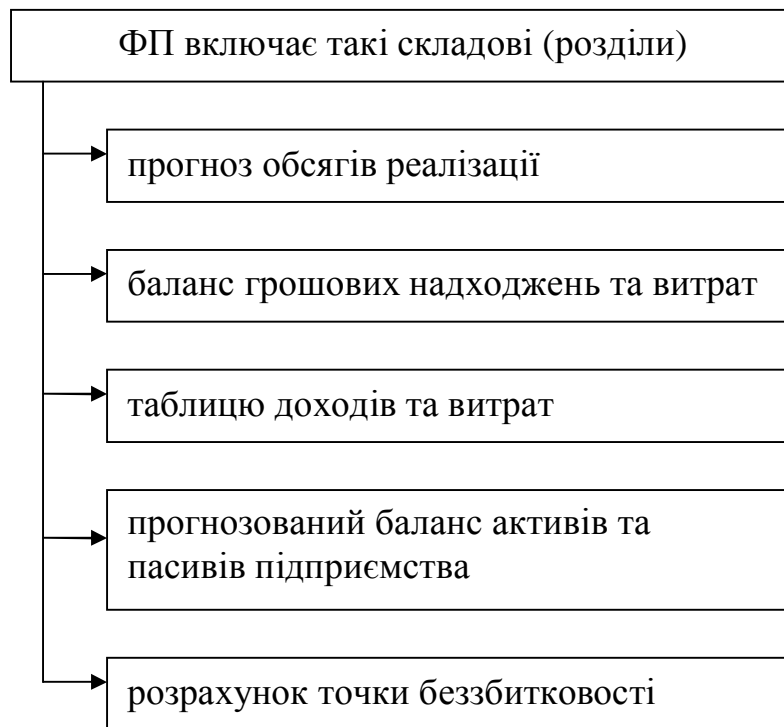 ФП включає такі складові (розділи)
прогноз обсягів реалізації
баланс грошових надходжень та витрат
таблицю доходів та витрат
прогнозований баланс активів та
пасивів підприємства
розрахунок точки беззбитковості